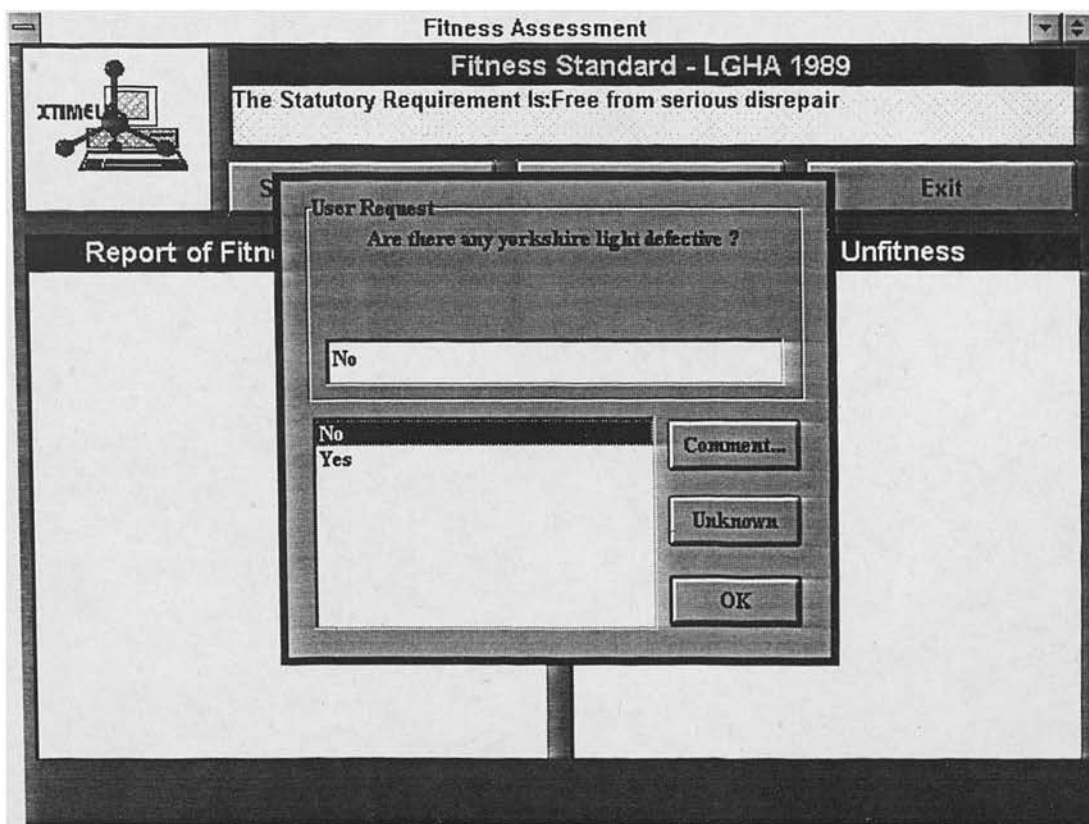 Fitness Assessment
Fitness Standard - LGHA 1989
XTIMEL
The Statutory Requirement Is:Free from serious disrepair
S
Exit
User Request
Are there any yorkshire light defective ?
Report of Fitn
Unfitness
No
No
Yes
Comment...
Unknown
OK